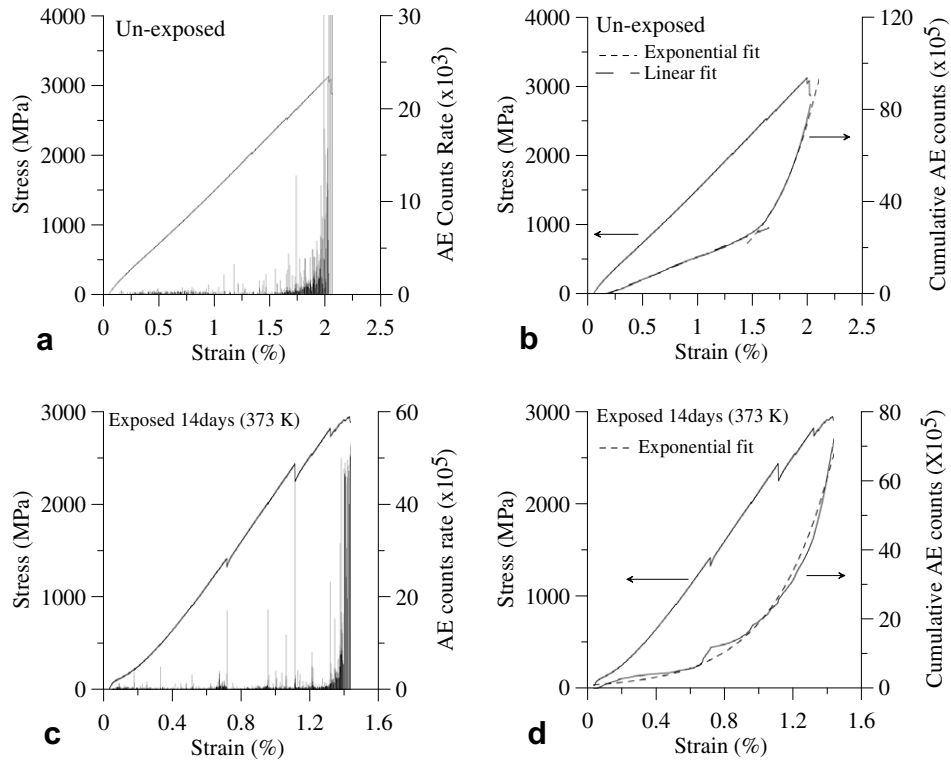 Un-exposed
Stress (MPa)
4000
3000
2000
1000
0
AE Counts Rate (x10³)
30
20
10
0
0 0.5 1 1.5 2 2.5
Strain (%)
a
Un-exposed
Exponential fit
Linear fit
Stress (MPa)
4000
3000
2000
1000
0
Cumulative AE counts (x10⁵)
120
80
40
0
0 0.5 1 1.5 2 2.5
Strain (%)
b
Exposed 14days (373 K)
Stress (MPa)
3000
2000
1000
0
AE counts rate (x10⁵)
60
40
20
0
0 0.4 0.8 1.2 1.6
Strain (%)
c
Exposed 14days (373 K)
Exponential fit
Stress (MPa)
3000
2000
1000
0
Cumulative AE counts (X10⁵)
80
60
40
20
0
0 0.4 0.8 1.2 1.6
Strain (%)
d